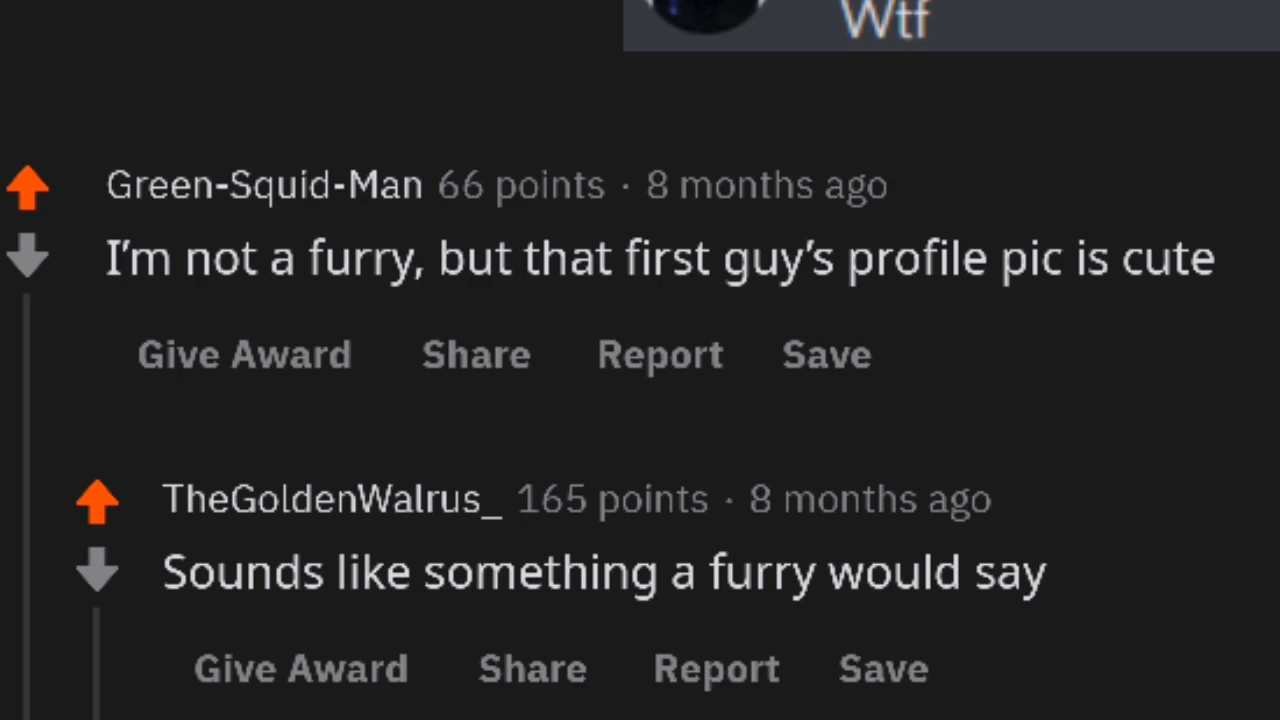 Wtf
Green-Squid-Man 66 points · 8 months ago
I’m not a furry, but that first guy’s profile pic is cute
Give Award Share Report Save
TheGoldenWalrus_ 165 points · 8 months ago
Sounds like something a furry would say
Give Award Share Report Save